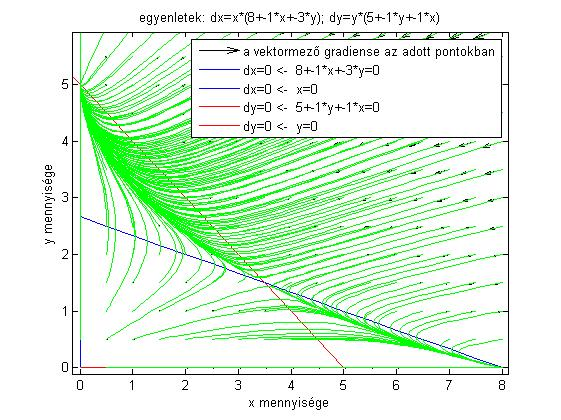 egyenletek: dx=x*(8+-1*x+-3*y); dy=y*(5+-1*y+-1*x)
a vektormező gradiense az adott pontokban
dx=0 <- 8+-1*x+-3*y=0
dx=0 <- x=0
dy=0 <- 5+-1*y+-1*x=0
dy=0 <- y=0
y mennyisége
5
4
3
2
1
0
0 1 2 3 4 5 6 7 8
x mennyisége